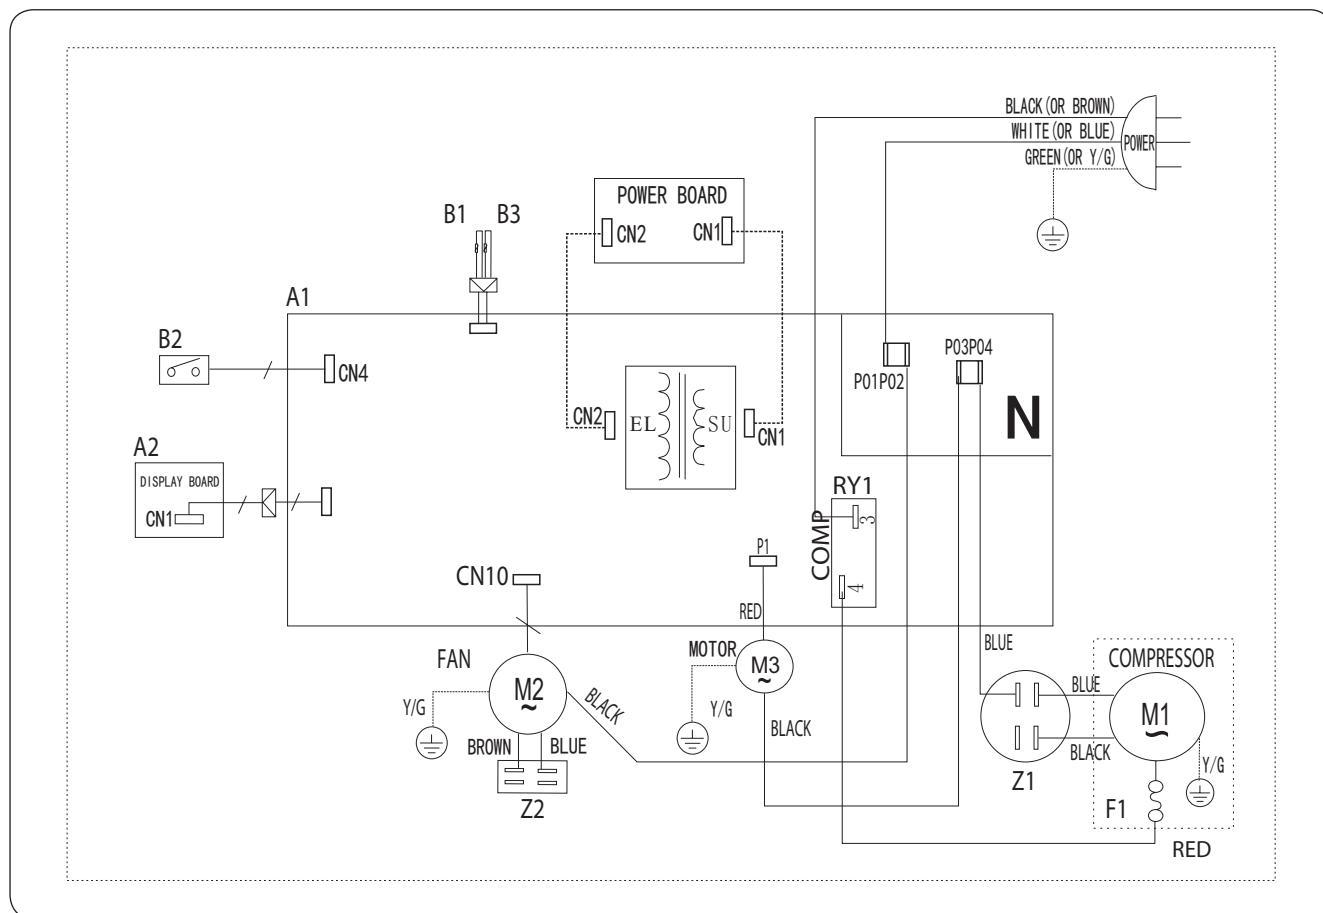 BLACK(OR BROWN)
WHITE(OR BLUE)
POWER
GREEN(OR Y/G)
POWER BOARD
CN2 CN1
B1 B3
A1
B2
CN4
P03P04
P01P02
N
CN2
EL SU
CN1
A2
DISPLAY BOARD
CN1
RY1
COMP
3
4
P1
CN10
RED
FAN
MOTOR
M3
~
BLUE
COMPRESSOR
M2
~
BLACK
Y/G
Y/G
BLACK
BLUE
M1
~
BLACK
BROWN
BLUE
Y/G
Z2
Z1
F1
RED